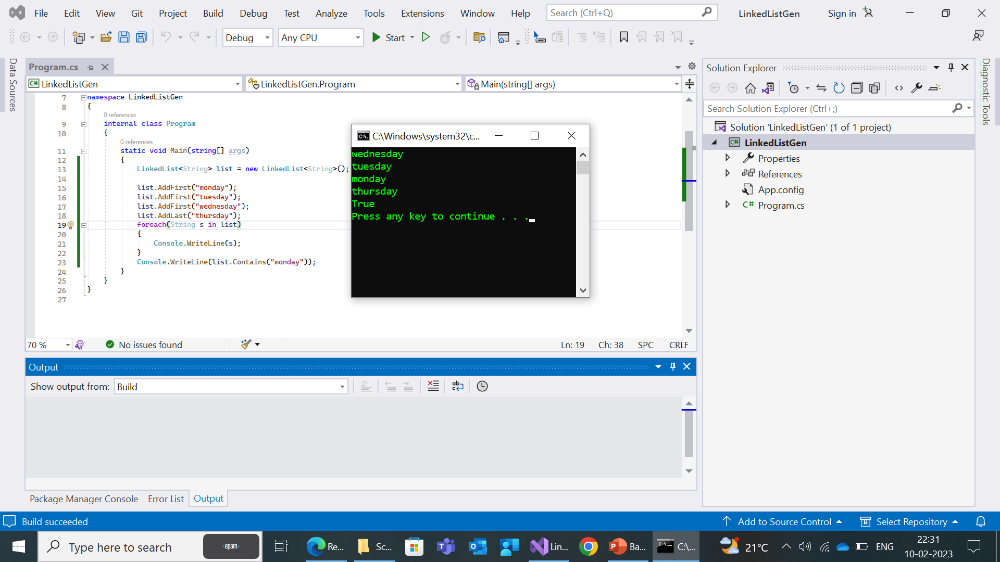 File Edit View Git Project Build Debug Test Analyze Tools Extensions Window Help Search (Ctrl+Q) LinkedListGen Sign in
Debug Any CPU Start
Data Sources
Program.cs
LinkedListGen LinkedListGen.Program Main(string[] args)
7 namespace LinkedListGen
8 {
0 references
9 internal class Program
10 {
0 references
11 static void Main(string[] args)
12 {
13 LinkedList<String> list = new LinkedList<String>();
14
15 list.AddFirst("monday");
16 list.AddFirst("tuesday");
17 list.AddFirst("wednesday");
18 list.AddLast("thursday");
19 foreach(String s in list)
20 {
21 Console.WriteLine(s);
22 }
23 Console.WriteLine(list.Contains("monday"));
24 }
25 }
26 }
27
C:\Windows\system32\c...
wednesday
tuesday
monday
thursday
True
Press any key to continue . . .
70 % No issues found Ln: 19 Ch: 38 SPC CRLF
Output
Show output from: Build
Package Manager Console Error List Output
Solution Explorer
Search Solution Explorer (Ctrl+;)
Solution 'LinkedListGen' (1 of 1 project)
C# LinkedListGen
Properties
References
App.config
C# Program.cs
Diagnostic Tools
Build succeeded Add to Source Control Select Repository
Type here to search <epam> Re... Sc... Lin... Ba... C:\... 21°C ENG 22:31
10-02-2023